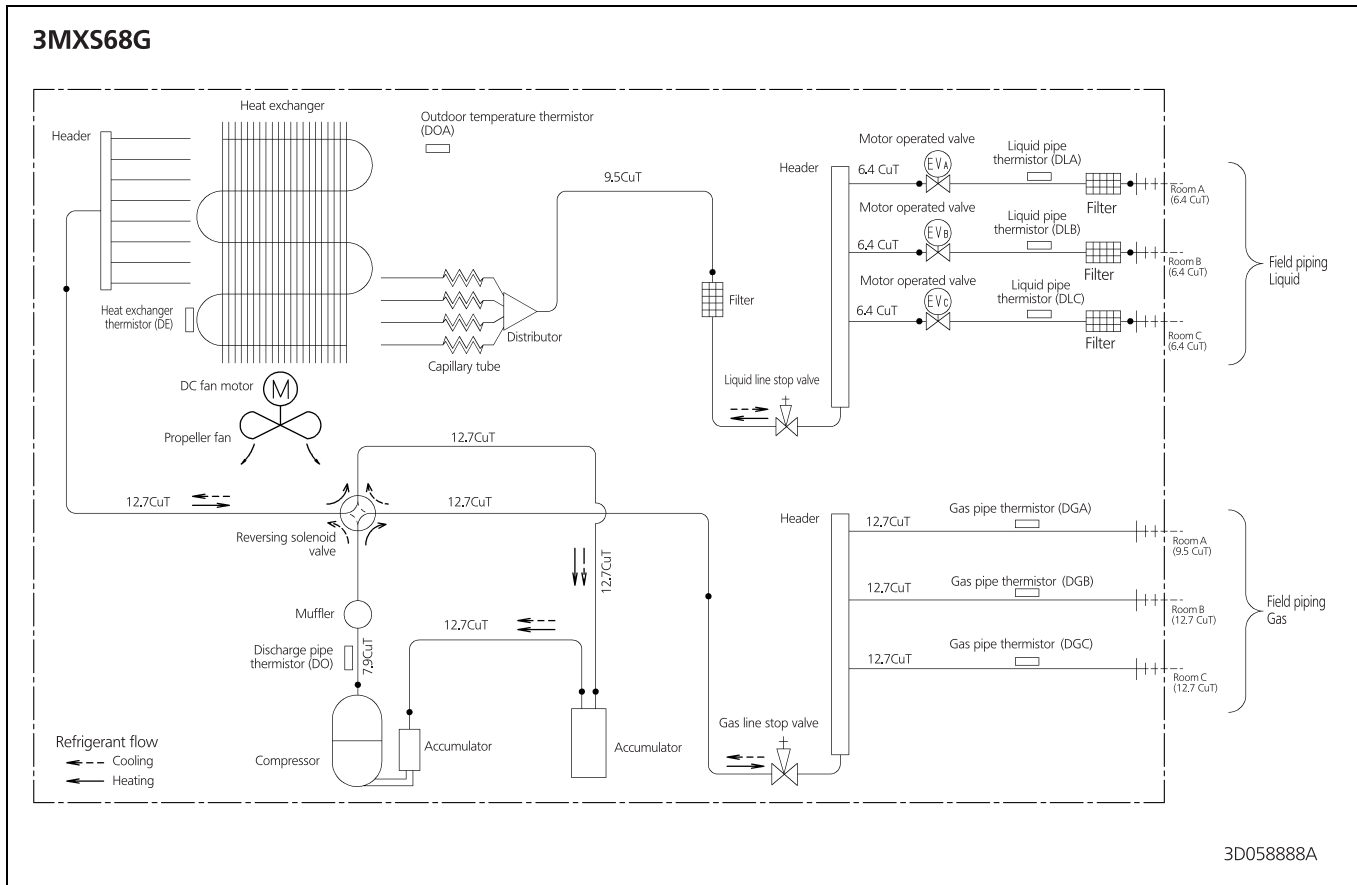 3MXS68G
Heat exchanger
Header
Outdoor temperature thermistor
(DOA)
9.5CuT
Heat exchanger
thermistor (DE)
Capillary tube
Distributor
Filter
Liquid line stop valve
DC fan motor
M
Propeller fan
Header
Motor operated valve
EVA
6.4 CuT
Liquid pipe
thermistor (DLA)
Filter
Room A
(6.4 CuT)
Motor operated valve
EVB
6.4 CuT
Liquid pipe
thermistor (DLB)
Filter
Room B
(6.4 CuT)
Motor operated valve
EVC
6.4 CuT
Liquid pipe
thermistor (DLC)
Filter
Room C
(6.4 CuT)
Field piping
Liquid
12.7CuT
12.7CuT
12.7CuT
Reversing solenoid
valve
12.7CuT
Muffler
Discharge pipe
thermistor (DO)
7.9CuT
12.7CuT
Compressor
Accumulator
Accumulator
Gas line stop valve
Header
12.7CuT
Gas pipe thermistor (DGA)
Room A
(9.5 CuT)
12.7CuT
Gas pipe thermistor (DGB)
Room B
(12.7 CuT)
12.7CuT
Gas pipe thermistor (DGC)
Room C
(12.7 CuT)
Field piping
Gas
Refrigerant flow
Cooling
Heating
3D058888A